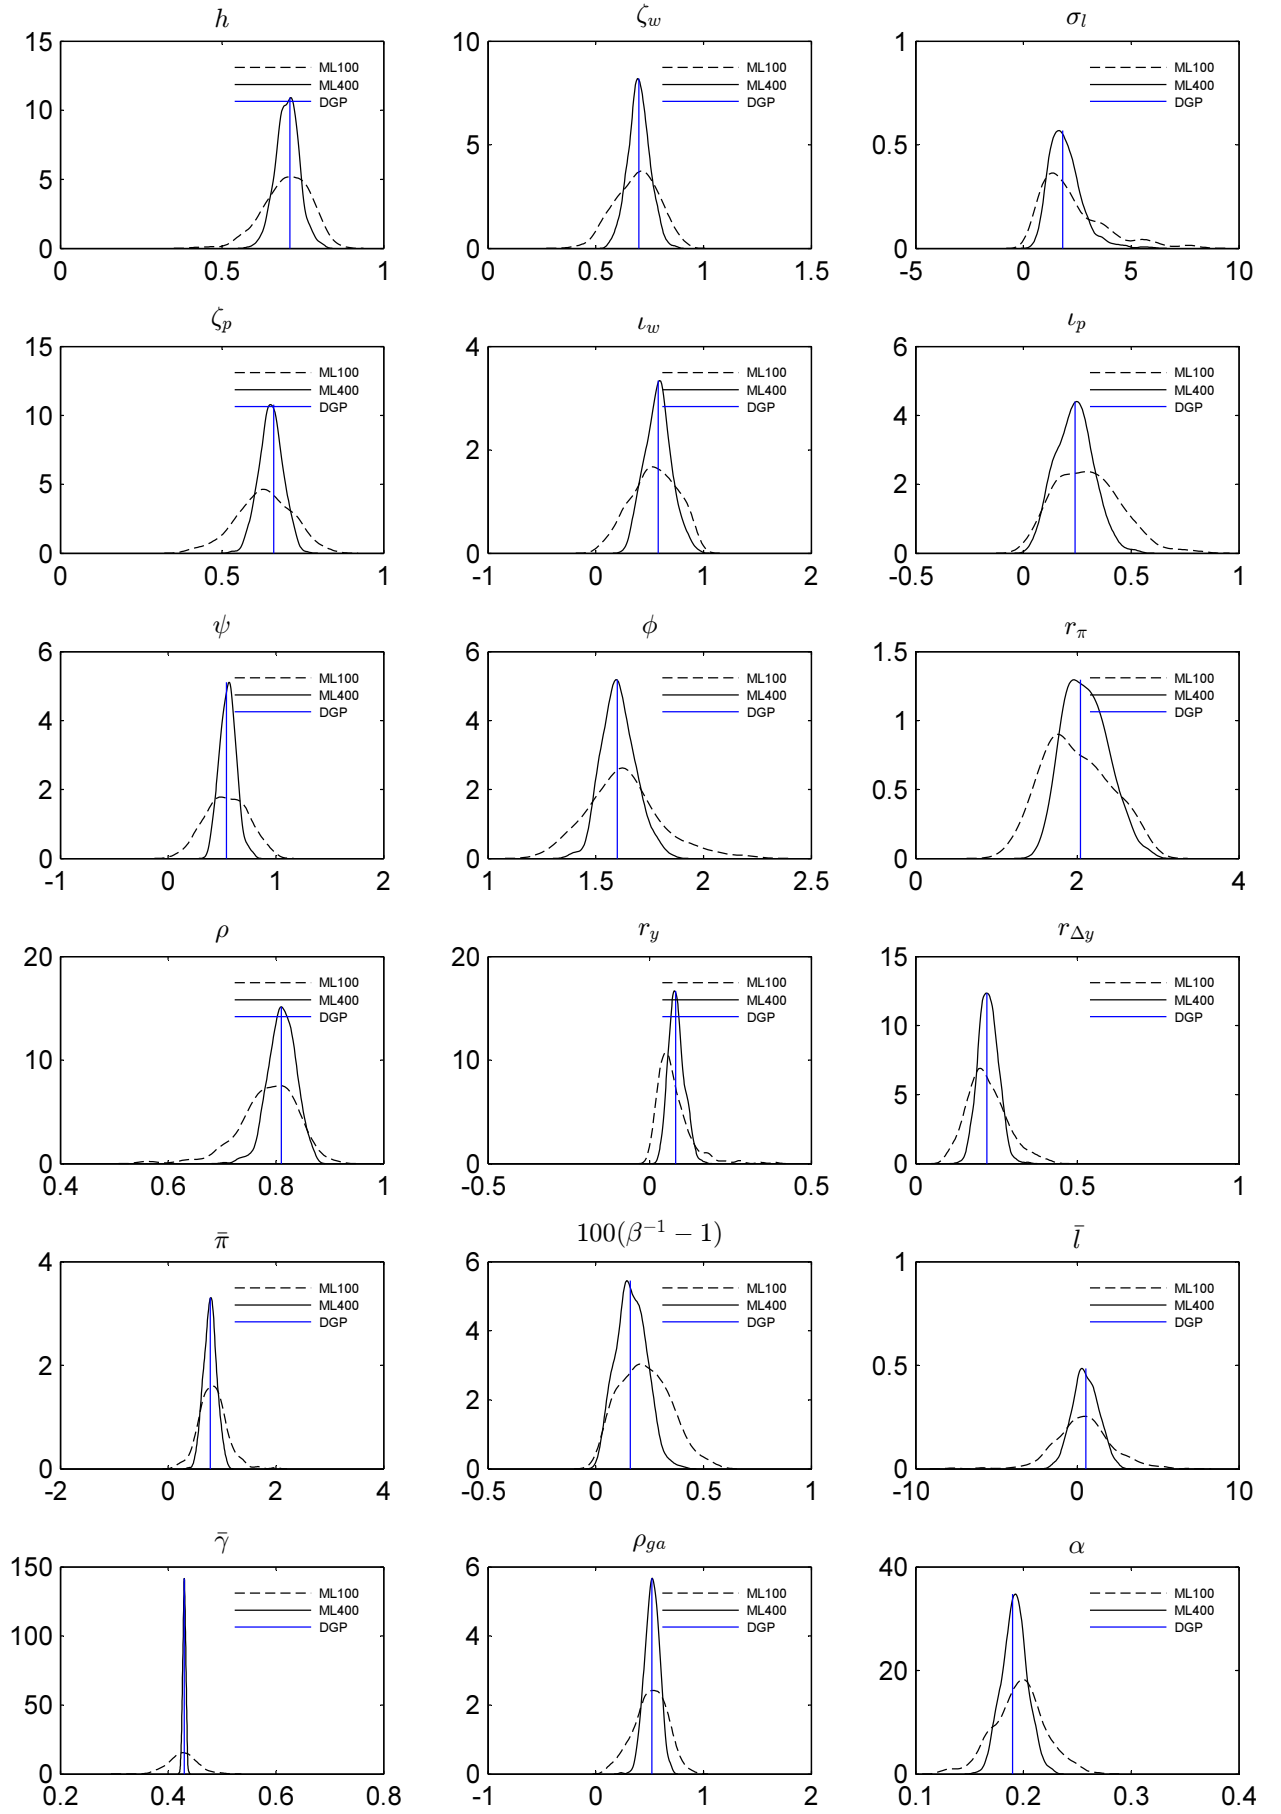 h ζ_w σ_l
15 10 1
ML100 ML100 ML100
ML400 ML400 ML400
DGP DGP DGP
10
5 0.5
5
0 0 0
0 0.5 1 0 0.5 1 1.5 -5 0 5 10
ζ_p ι_w ι_p
15 4 6
ML100 ML100 ML100
ML400 ML400 ML400
DGP DGP DGP
10 4
2
5 2
0 0 0
0 0.5 1 -1 0 1 2 -0.5 0 0.5 1
ψ ϕ r_π
6 6 1.5
ML100 ML100 ML100
ML400 ML400 ML400
DGP DGP DGP
4 4 1
2 2 0.5
0 0 0
-1 0 1 2 1 1.5 2 2.5 0 2 4
ρ r_y r_Δy
20 20 15
ML100 ML100 ML100
ML400 ML400 ML400
DGP DGP DGP
10
10 10
5
0 0 0
0.4 0.6 0.8 1 -0.5 0 0.5 0 0.5 1
π̄ 100(β⁻¹ − 1) l̄
4 6 1
ML100 ML100 ML100
ML400 ML400 ML400
DGP DGP DGP
4
2 0.5
2
0 0 0
-2 0 2 4 -0.5 0 0.5 1 -10 0 10
γ̄ ρ_ga α
150 6 40
ML100 ML100 ML100
ML400 ML400 ML400
DGP DGP DGP
100 4
20
50 2
0 0 0
0.2 0.4 0.6 0.8 -1 0 1 2 0.1 0.2 0.3 0.4